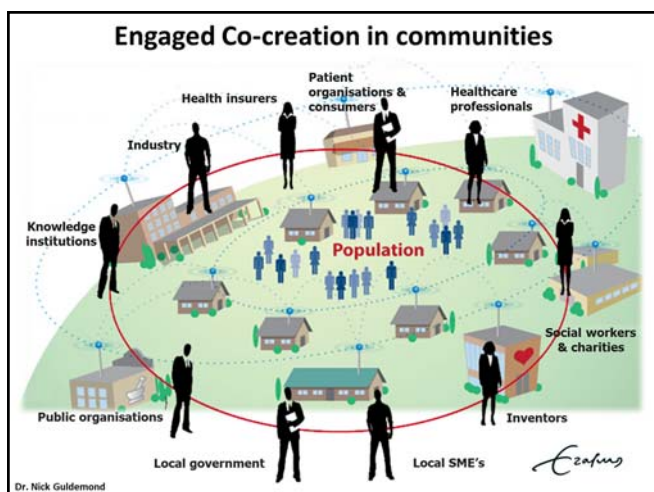 Engaged Co-creation in communities
Patient
organisations &
consumers
Health insurers
Healthcare
professionals
Industry
Knowledge
institutions
Population
Social workers
& charities
Public organisations
Inventors
Local government
Local SME's
Erasmus
Dr. Nick Guldemond